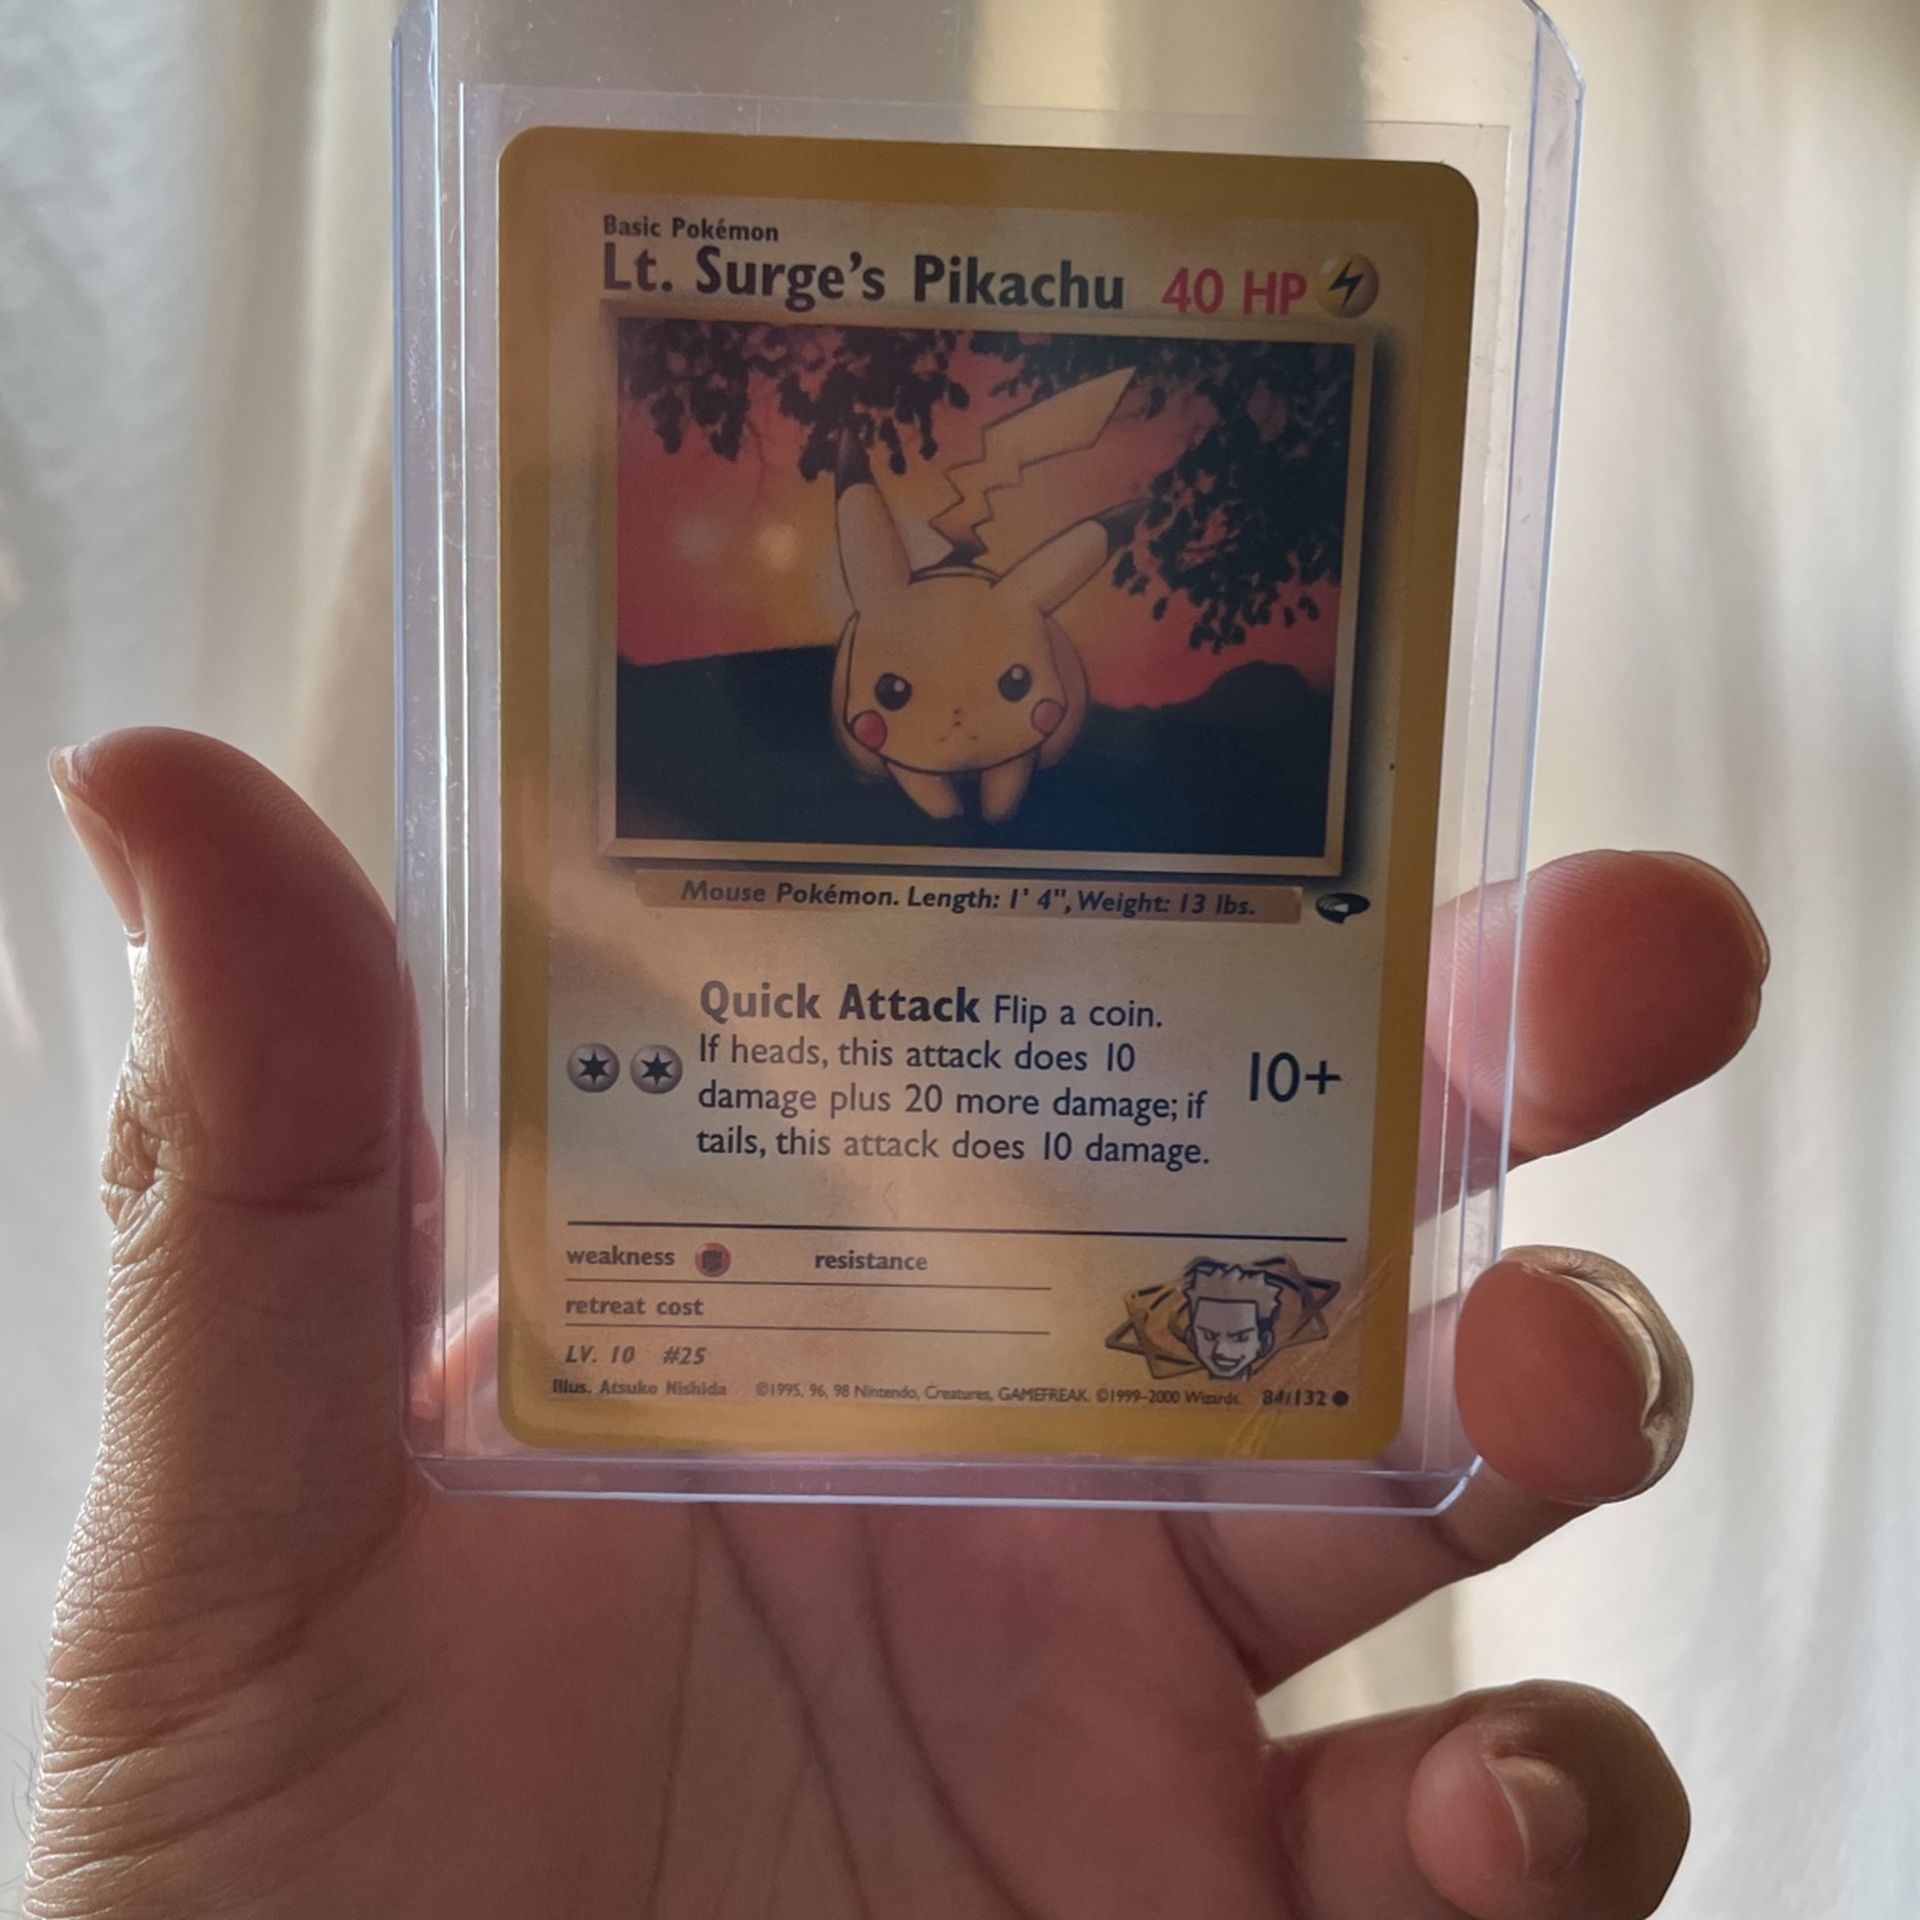 Basic Pokémon
Lt. Surge's Pikachu 40 HP
Mouse Pokémon. Length: 1' 4", Weight: 13 lbs.
Quick Attack Flip a coin.
If heads, this attack does 10
damage plus 20 more damage; if
tails, this attack does 10 damage.
10+
weakness resistance
retreat cost
LV. 10 #25
Illus. Atsuko Nishida ©1995, 96, 98 Nintendo, Creatures, GAMEFREAK. ©1999-2000 Wizards. 84/132